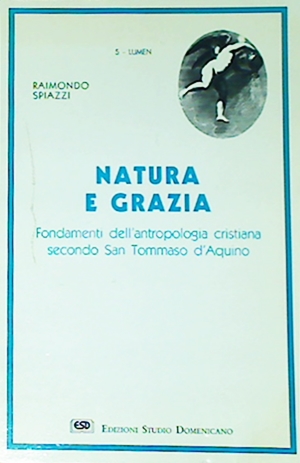 5 - LUMEN
RAIMONDO
SPIAZZI
NATURA
E GRAZIA
Fondamenti dell'antropologia cristiana
secondo San Tommaso d'Aquino
ESD EDIZIONI STUDIO DOMENICANO